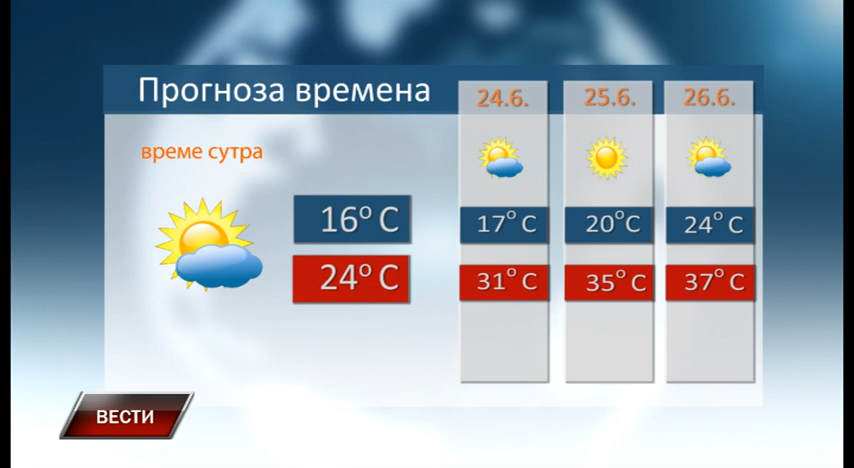 Прогноза времена
време сутра
16° C
24° C
24.6. 25.6. 26.6.
17° C 20°C 24° C
31° C 35° C 37° C
ВЕСТИ